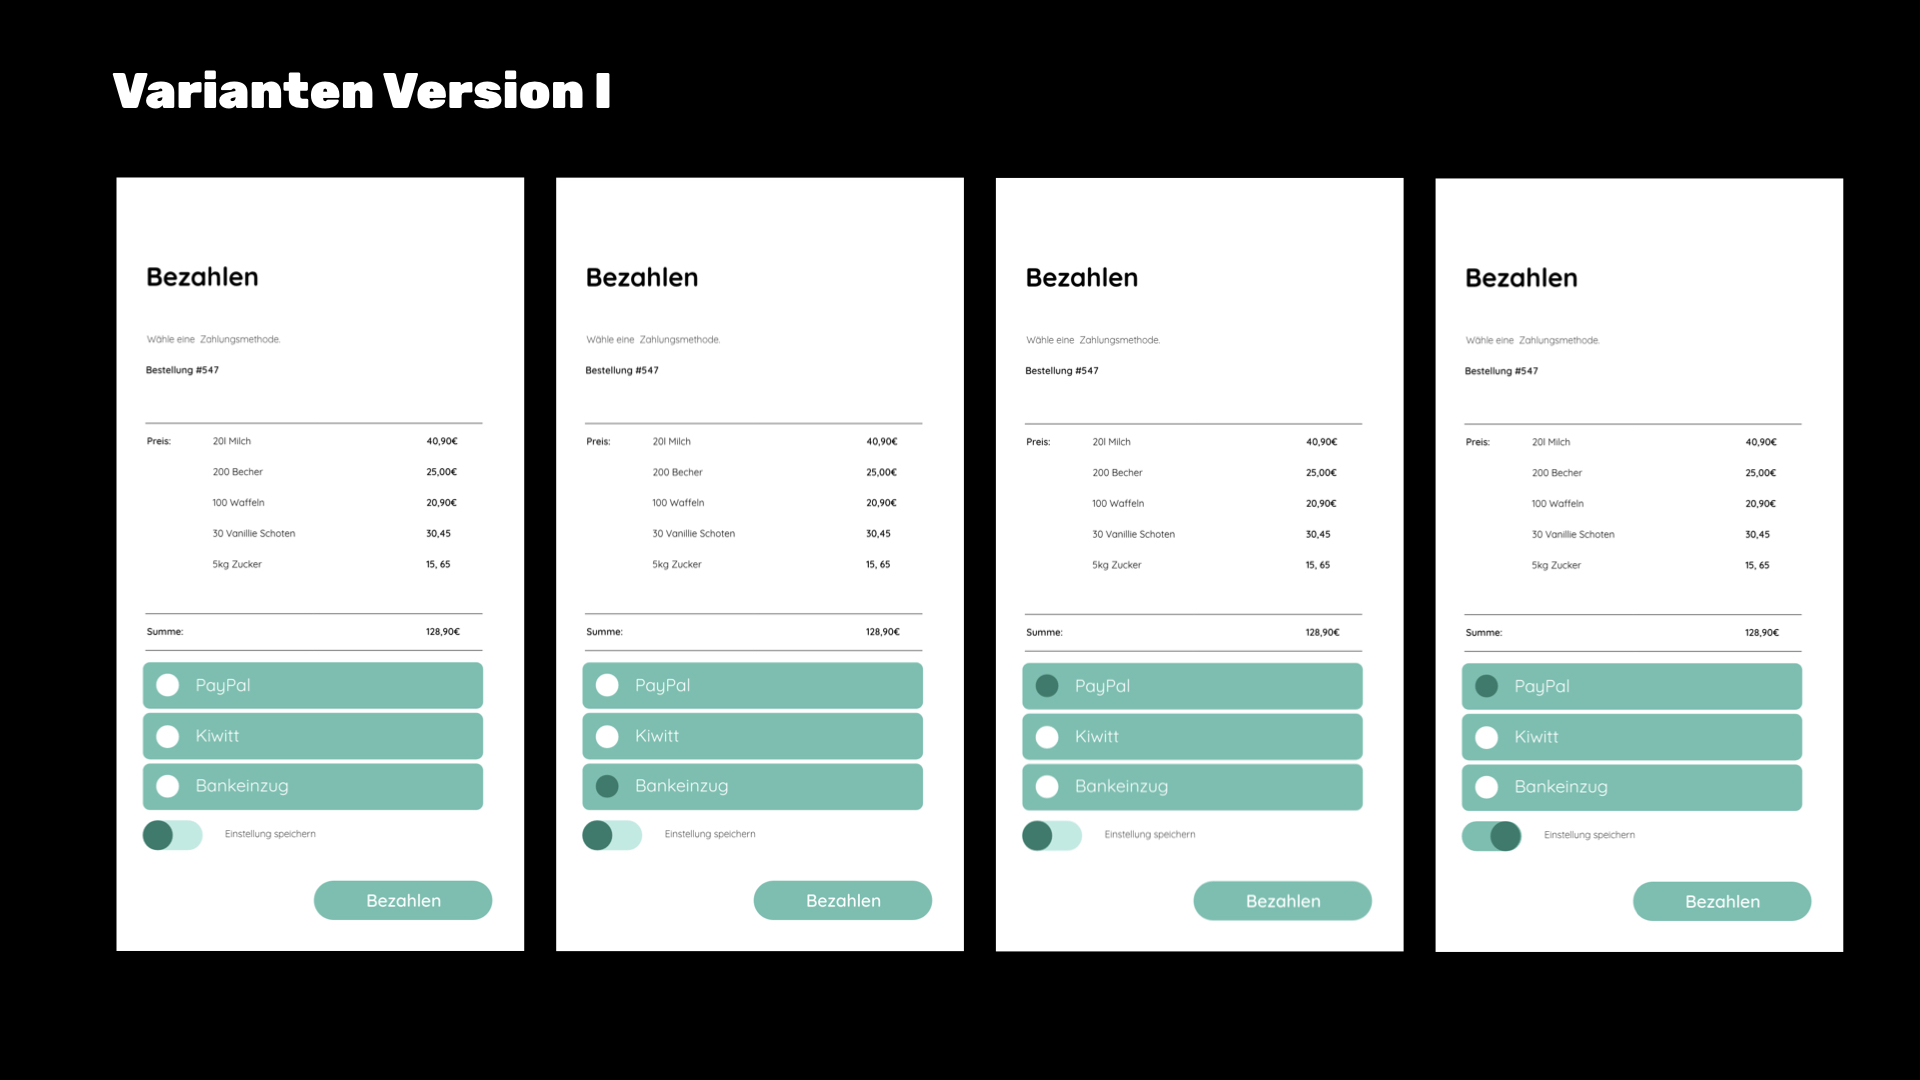 Varianten Version I
Bezahlen
Wähle eine Zahlungsmethode.
Bestellung #547
Preis: 20l Milch 40,90€
200 Becher 25,00€
100 Waffeln 20,90€
30 Vanillie Schoten 30,45
5kg Zucker 15, 65
Summe: 128,90€
PayPal
Kiwitt
Bankeinzug
Einstellung speichern
Bezahlen
Bezahlen
Wähle eine Zahlungsmethode.
Bestellung #547
Preis: 20l Milch 40,90€
200 Becher 25,00€
100 Waffeln 20,90€
30 Vanillie Schoten 30,45
5kg Zucker 15, 65
Summe: 128,90€
PayPal
Kiwitt
Bankeinzug
Einstellung speichern
Bezahlen
Bezahlen
Wähle eine Zahlungsmethode.
Bestellung #547
Preis: 20l Milch 40,90€
200 Becher 25,00€
100 Waffeln 20,90€
30 Vanillie Schoten 30,45
5kg Zucker 15, 65
Summe: 128,90€
PayPal
Kiwitt
Bankeinzug
Einstellung speichern
Bezahlen
Bezahlen
Wähle eine Zahlungsmethode.
Bestellung #547
Preis: 20l Milch 40,90€
200 Becher 25,00€
100 Waffeln 20,90€
30 Vanillie Schoten 30,45
5kg Zucker 15, 65
Summe: 128,90€
PayPal
Kiwitt
Bankeinzug
Einstellung speichern
Bezahlen